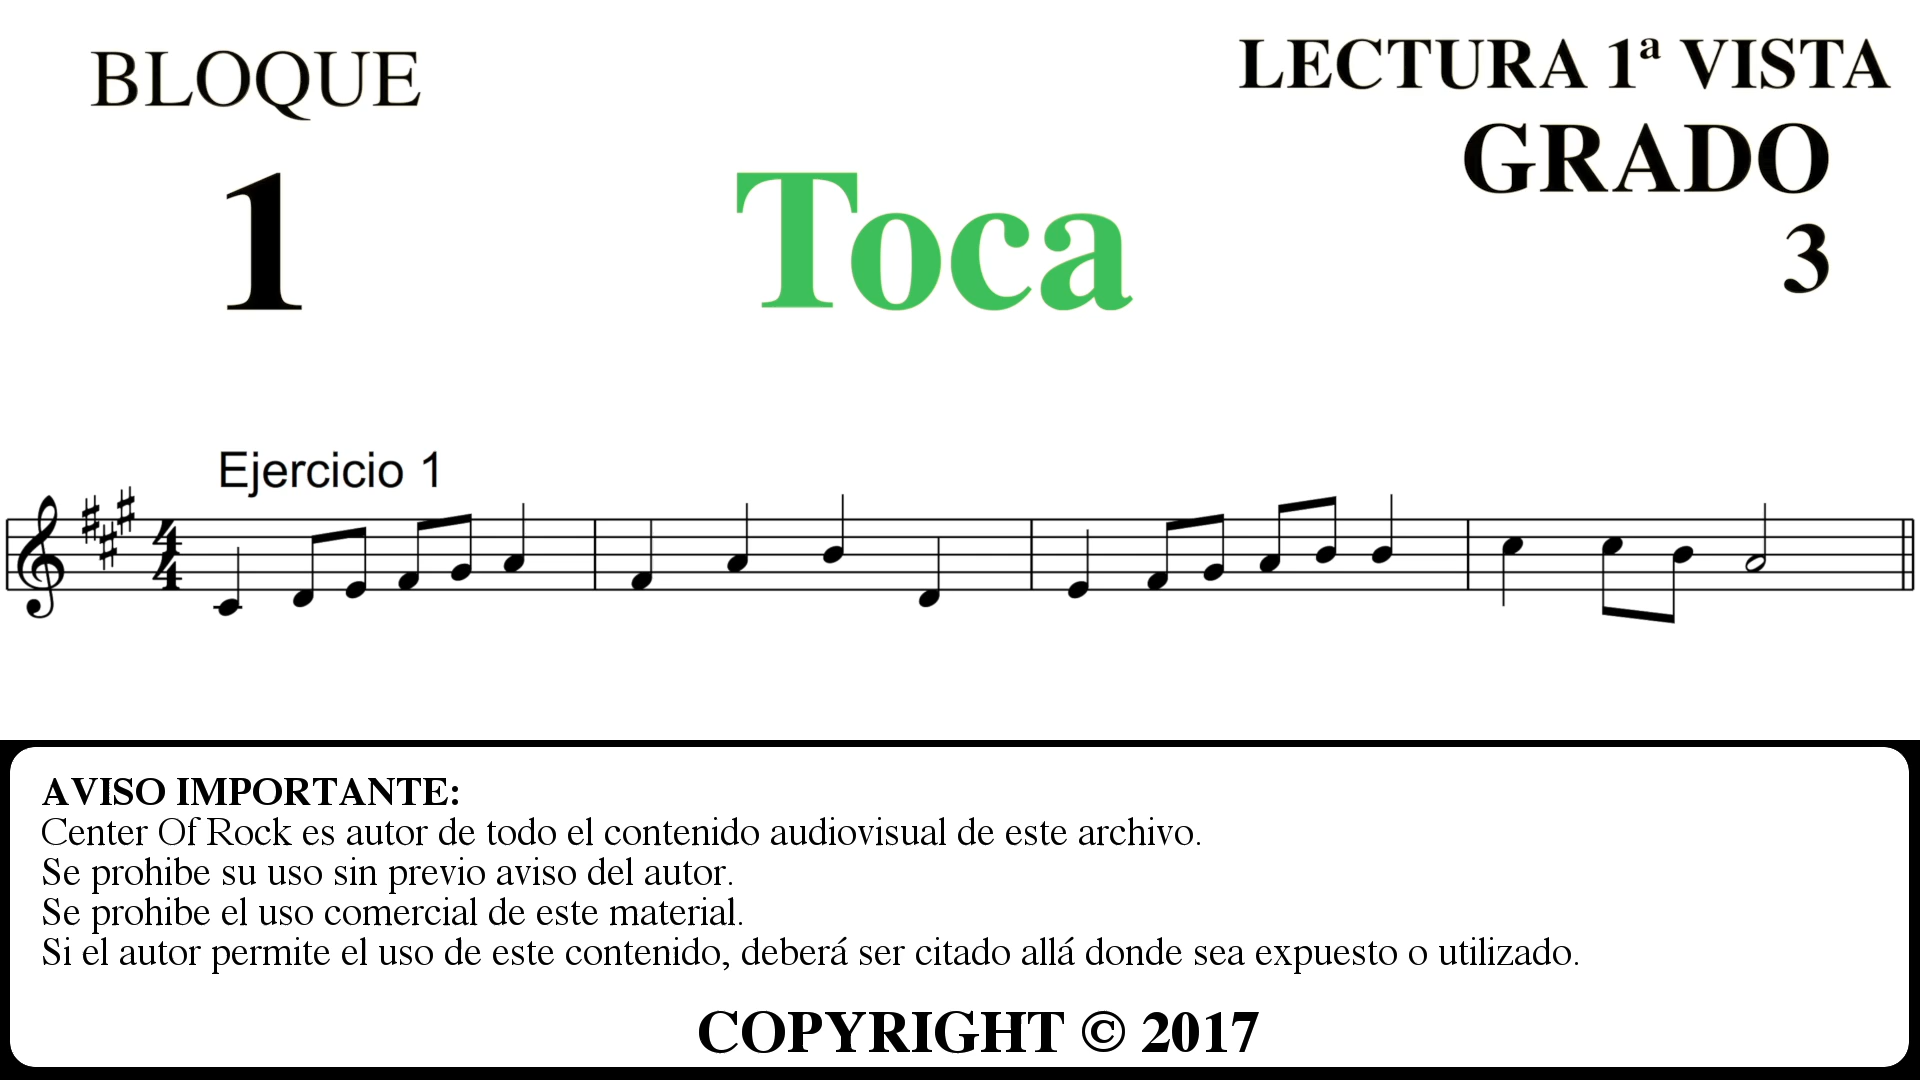 BLOQUE
1
Toca
LECTURA 1ª VISTA
GRADO
3
Ejercicio 1
4
4
AVISO IMPORTANTE:
Center Of Rock es autor de todo el contenido audiovisual de este archivo.
Se prohibe su uso sin previo aviso del autor.
Se prohibe el uso comercial de este material.
Si el autor permite el uso de este contenido, deberá ser citado allá donde sea expuesto o utilizado.
COPYRIGHT © 2017